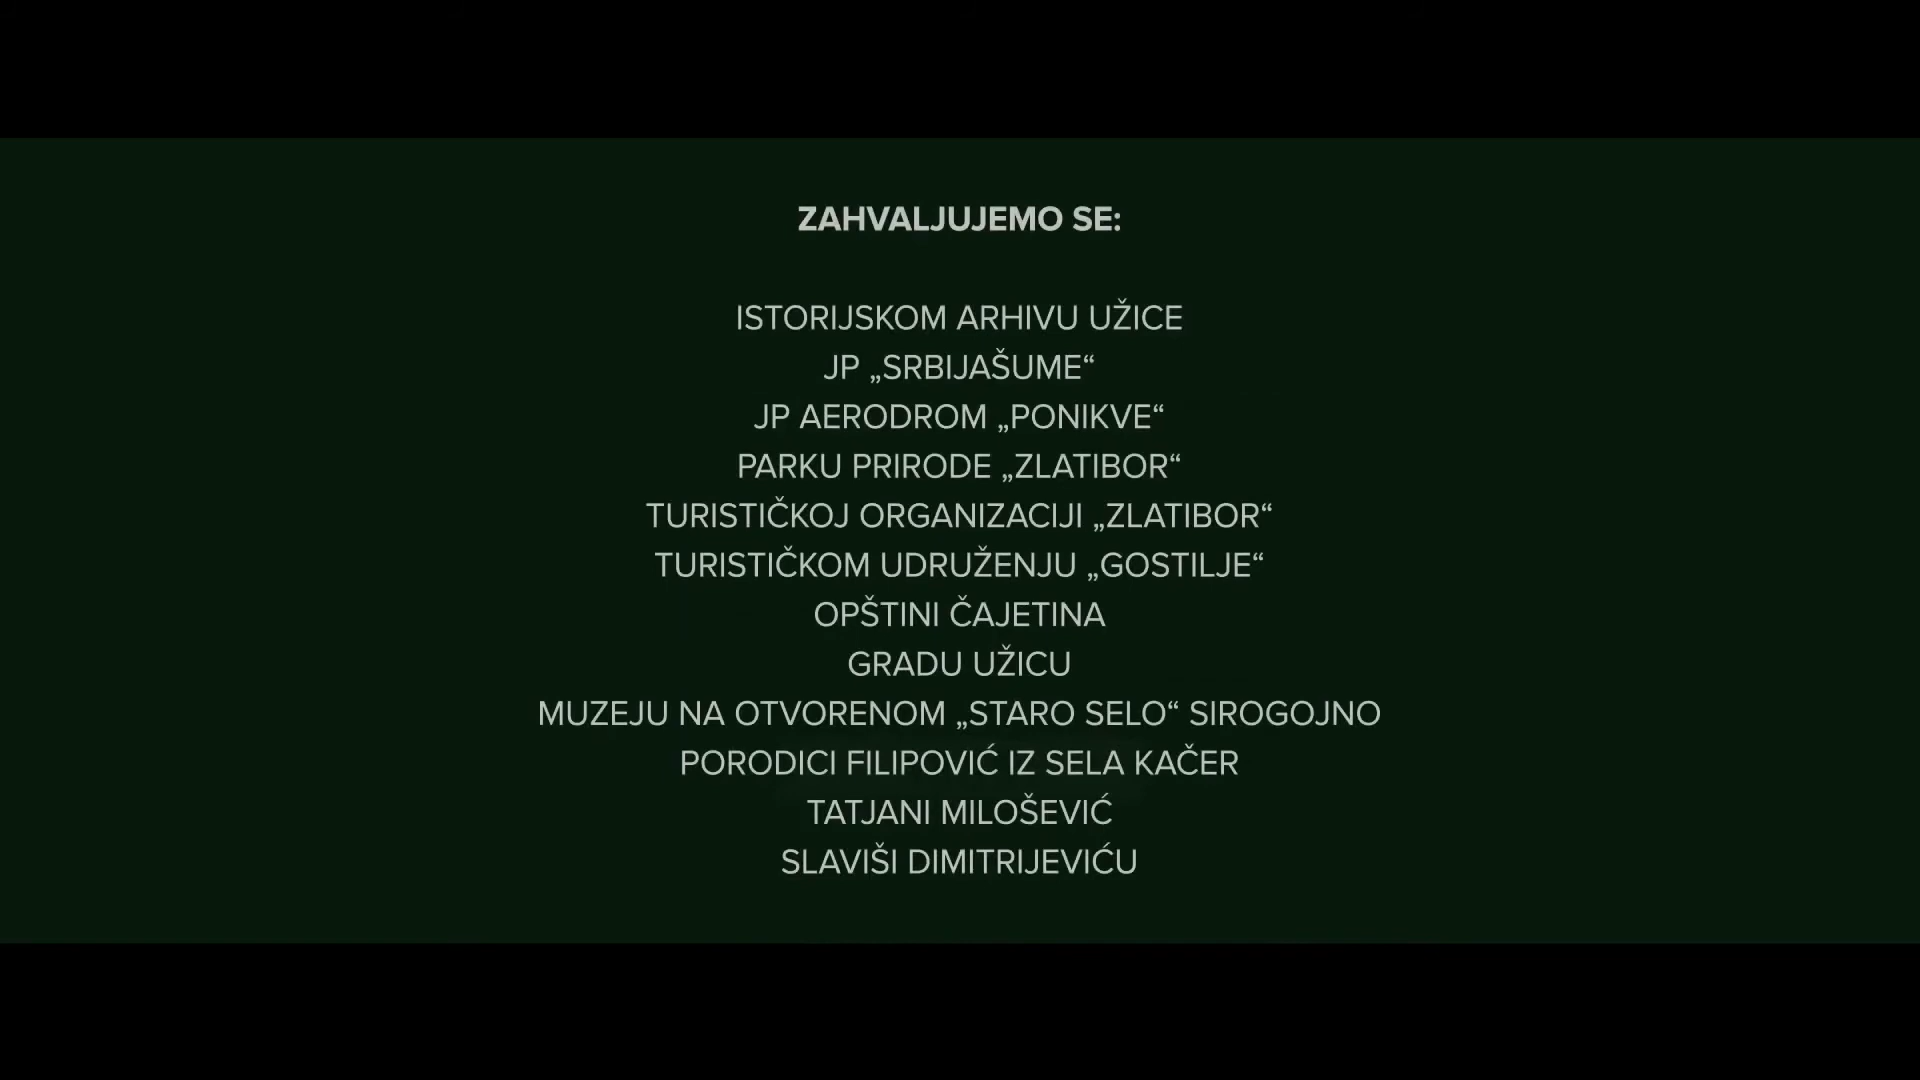 ZAHVALJUJEMO SE:
ISTORIJSKOM ARHIVU UŽICE
JP „SRBIJAŠUME“
JP AERODROM „PONIKVE“
PARKU PRIRODE „ZLATIBOR“
TURISTIČKOJ ORGANIZACIJI „ZLATIBOR“
TURISTIČKOM UDRUŽENJU „GOSTILJE“
OPŠTINI ČAJETINA
GRADU UŽICU
MUZEJU NA OTVORENOM „STARO SELO“ SIROGOJNO
PORODICI FILIPOVIĆ IZ SELA KAČER
TATJANI MILOŠEVIĆ
SLAVIŠI DIMITRIJEVIĆU